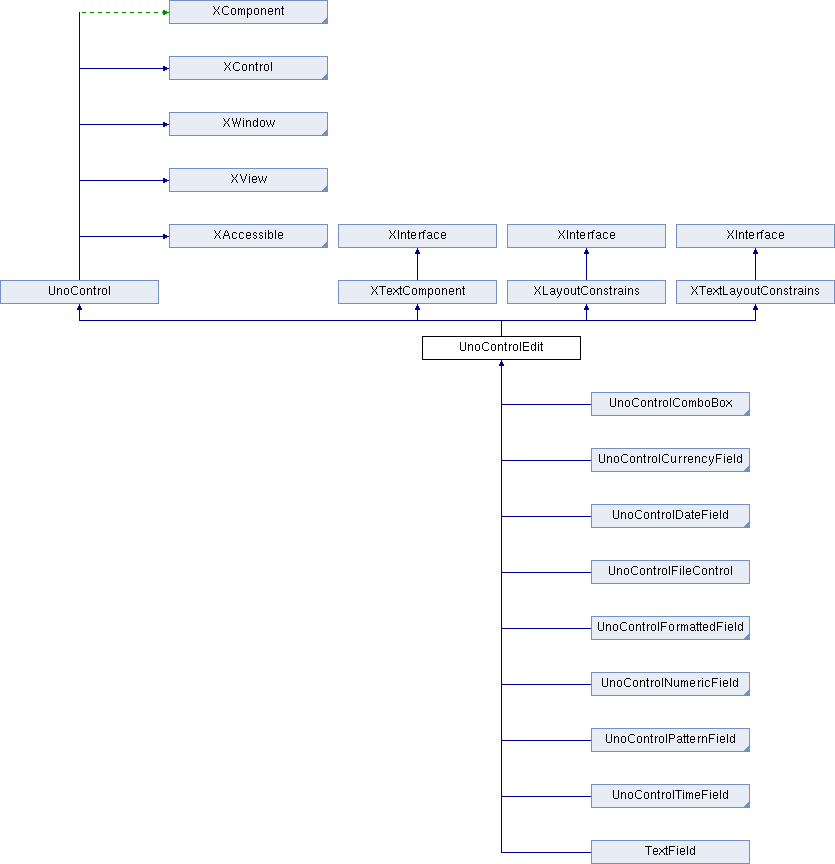 XComponent
XControl
XWindow
XView
XAccessible
XInterface
XInterface
XInterface
UnoControl
XTextComponent
XLayoutConstrains
XTextLayoutConstrains
UnoControlEdit
UnoControlComboBox
UnoControlCurrencyField
UnoControlDateField
UnoControlFileControl
UnoControlFormattedField
UnoControlNumericField
UnoControlPatternField
UnoControlTimeField
TextField